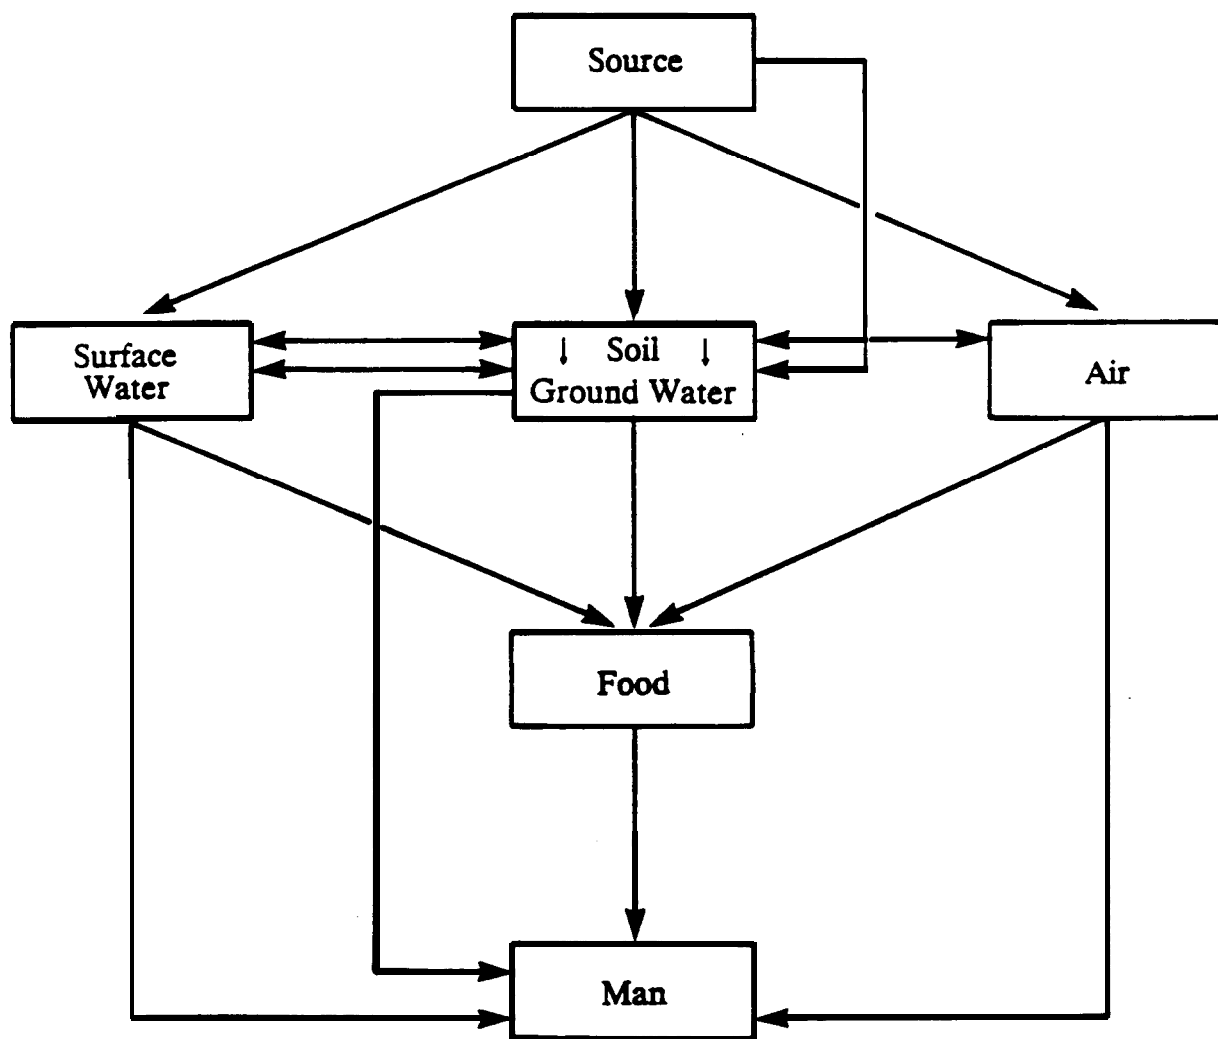 Source
Surface
Water
↓ Soil ↓
Ground Water
Air
Food
Man